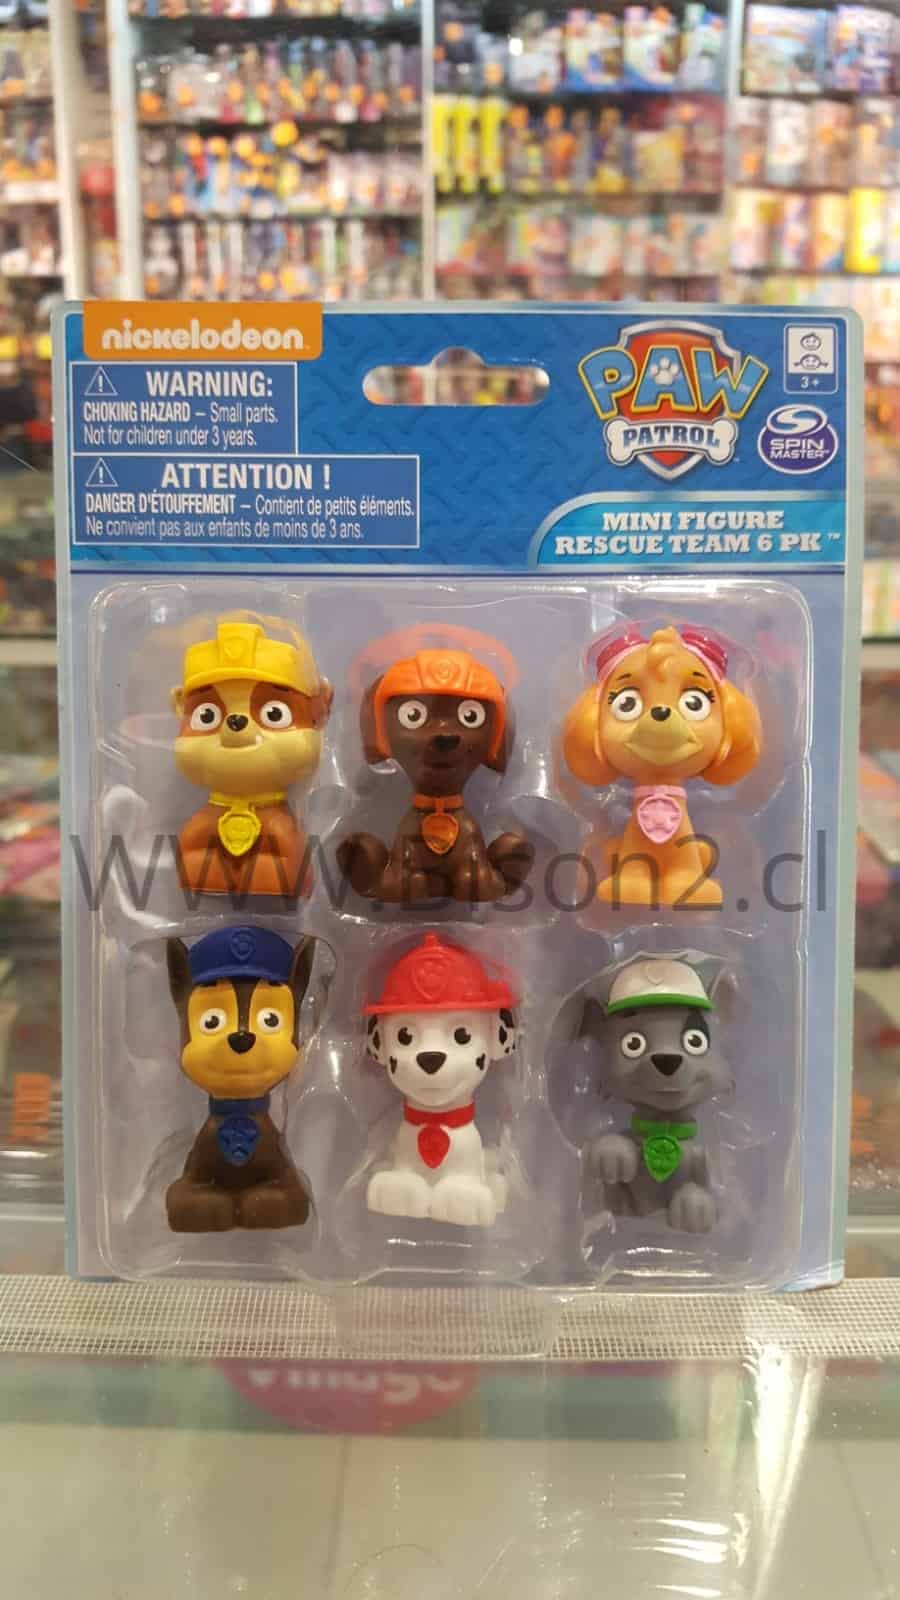 nickelodeon
WARNING:
CHOKING HAZARD – Small parts.
Not for children under 3 years.
ATTENTION !
DANGER D'ÉTOUFFEMENT – Contient de petits éléments.
Ne convient pas aux enfants de moins de 3 ans.
PAW
PATROL
3+
SPIN
MASTER™
MINI FIGURE
RESCUE TEAM 6 PK™
WWW.Bison2.cl
Village